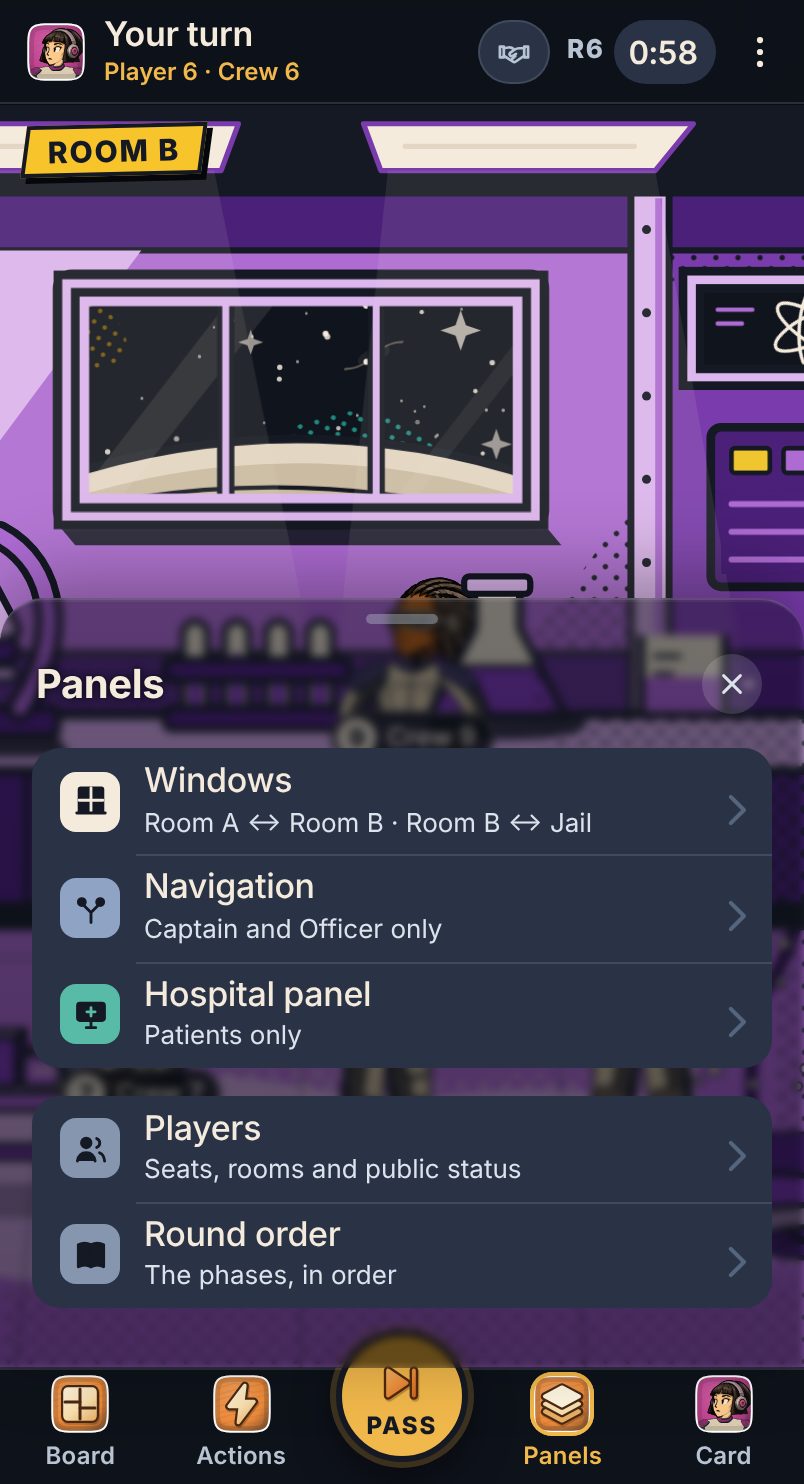 Your turn
Player 6 · Crew 6
R6
0:58
ROOM B
Panels
Windows
Room A ↔ Room B · Room B ↔ Jail
Navigation
Captain and Officer only
Hospital panel
Patients only
Players
Seats, rooms and public status
Round order
The phases, in order
PASS
Board
Actions
Panels
Card